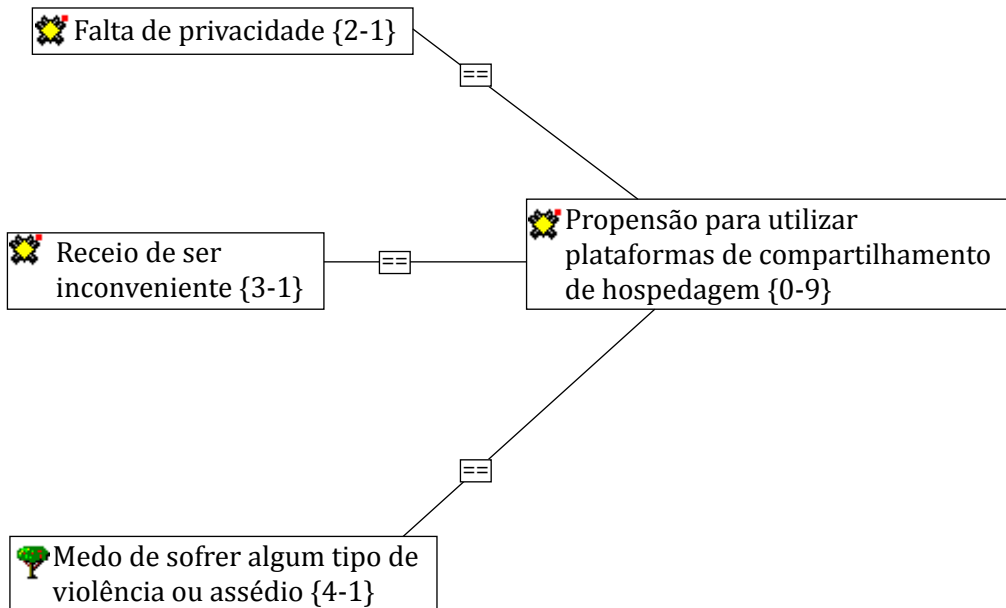 Falta de privacidade {2-1}
==
Propensão para utilizar
plataformas de compartilhamento
de hospedagem {0-9}
Receio de ser
inconveniente {3-1}
==
==
Medo de sofrer algum tipo de
violência ou assédio {4-1}